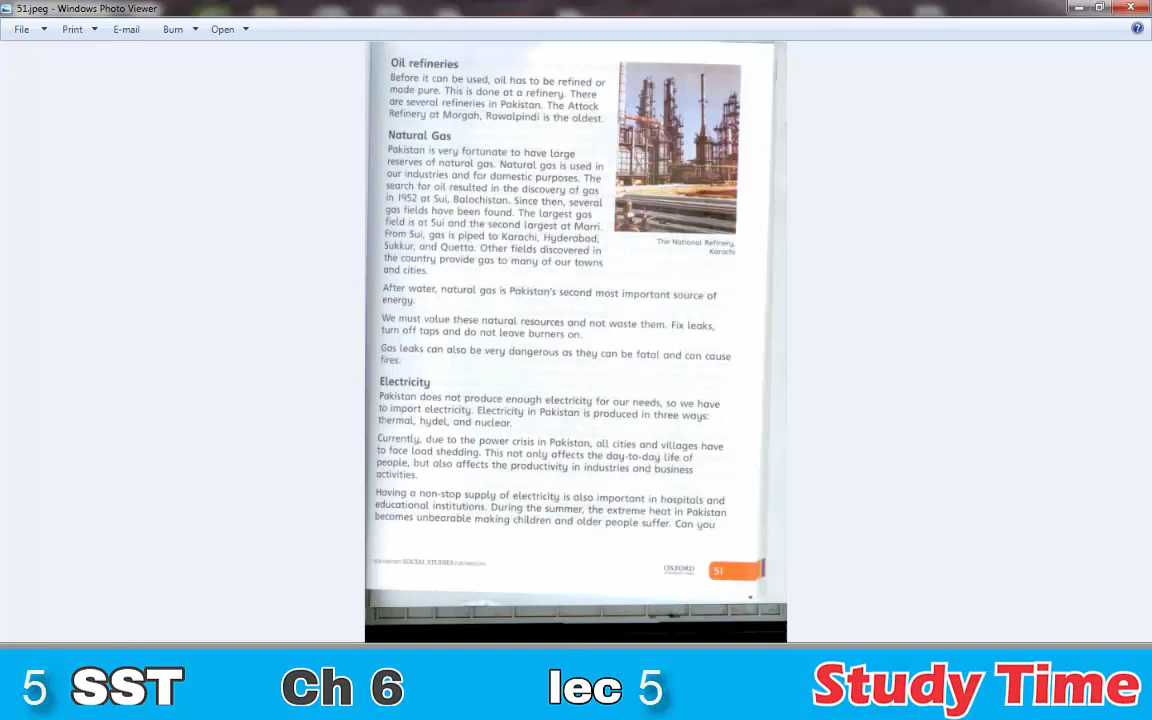 51.jpeg - Windows Photo Viewer
File Print E-mail Burn Open
Oil refineries
Before it can be used, oil has to be refined or
made pure. This is done at a refinery. There
are several refineries in Pakistan. The Attock
Refinery at Morgah, Rawalpindi is the oldest.
Natural Gas
Pakistan is very fortunate to have large
reserves of natural gas. Natural gas is used in
our industries and for domestic purposes. The
search for oil resulted in the discovery of gas
in 1952 at Sui, Balochistan. Since then, several
gas fields have been found. The largest gas
field is at Sui and the second largest at Marri.
From Sui, gas is piped to Karachi, Hyderabad,
Sukkur, and Quetta. Other fields discovered in
the country provide gas to many of our towns
and cities.
The National Refinery,
Karachi
After water, natural gas is Pakistan's second most important source of
energy.
We must value these natural resources and not waste them. Fix leaks,
turn off taps and do not leave burners on.
Gas leaks can also be very dangerous as they can be fatal and can cause
fires.
Electricity
Pakistan does not produce enough electricity for our needs, so we have
to import electricity. Electricity in Pakistan is produced in three ways:
thermal, hydel, and nuclear.
Currently, due to the power crisis in Pakistan, all cities and villages have
to face load shedding. This not only affects the day-to-day life of
people, but also affects the productivity in industries and business
activities.
Having a non-stop supply of electricity is also important in hospitals and
educational institutions. During the summer, the extreme heat in Pakistan
becomes unbearable making children and older people suffer. Can you
SOCIAL STUDIES
OXFORD
51
5 SST Ch 6 lec 5 Study Time